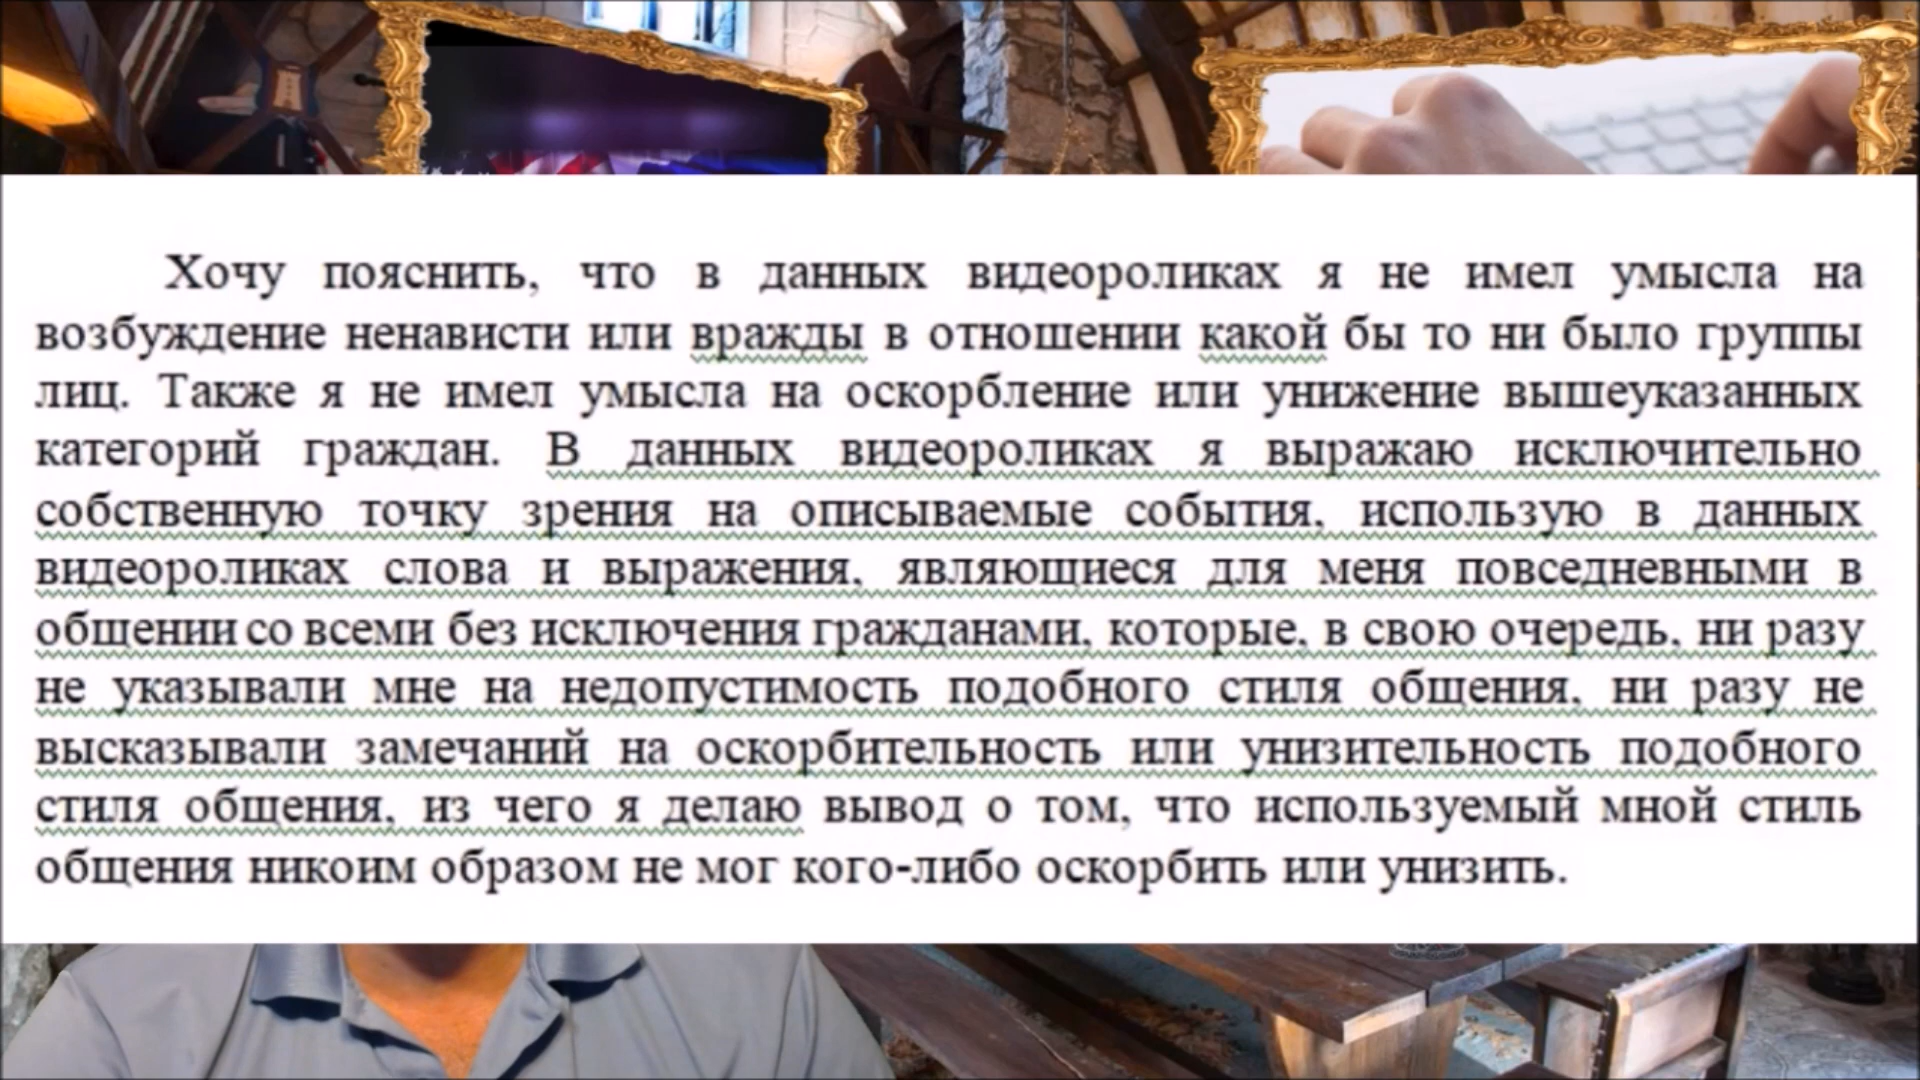 Хочу пояснить, что в данных видеороликах я не имел умысла на
возбуждение ненависти или вражды в отношении какой бы то ни было группы
лиц. Также я не имел умысла на оскорбление или унижение вышеуказанных
категорий граждан. В данных видеороликах я выражаю исключительно
собственную точку зрения на описываемые события, использую в данных
видеороликах слова и выражения, являющиеся для меня повседневными в
общении со всеми без исключения гражданами, которые, в свою очередь, ни разу
не указывали мне на недопустимость подобного стиля общения, ни разу не
высказывали замечаний на оскорбительность или унизительность подобного
стиля общения, из чего я делаю вывод о том, что используемый мной стиль
общения никоим образом не мог кого-либо оскорбить или унизить.